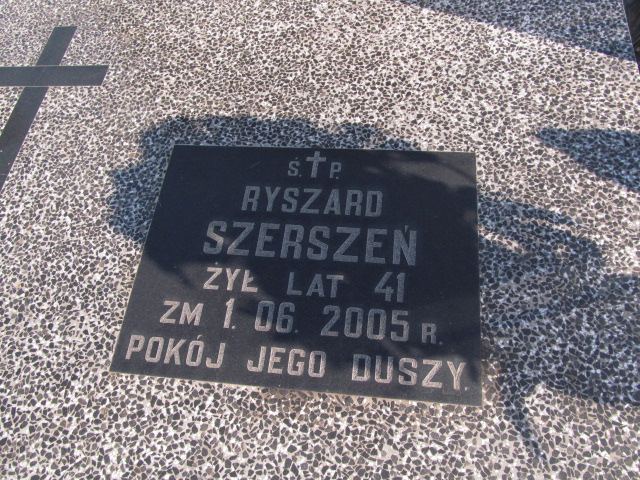 Ś. † P.
RYSZARD
SZERSZEŃ
ŻYŁ LAT 41
ZM 1. 06. 2005 R.
POKÓJ JEGO DUSZY.